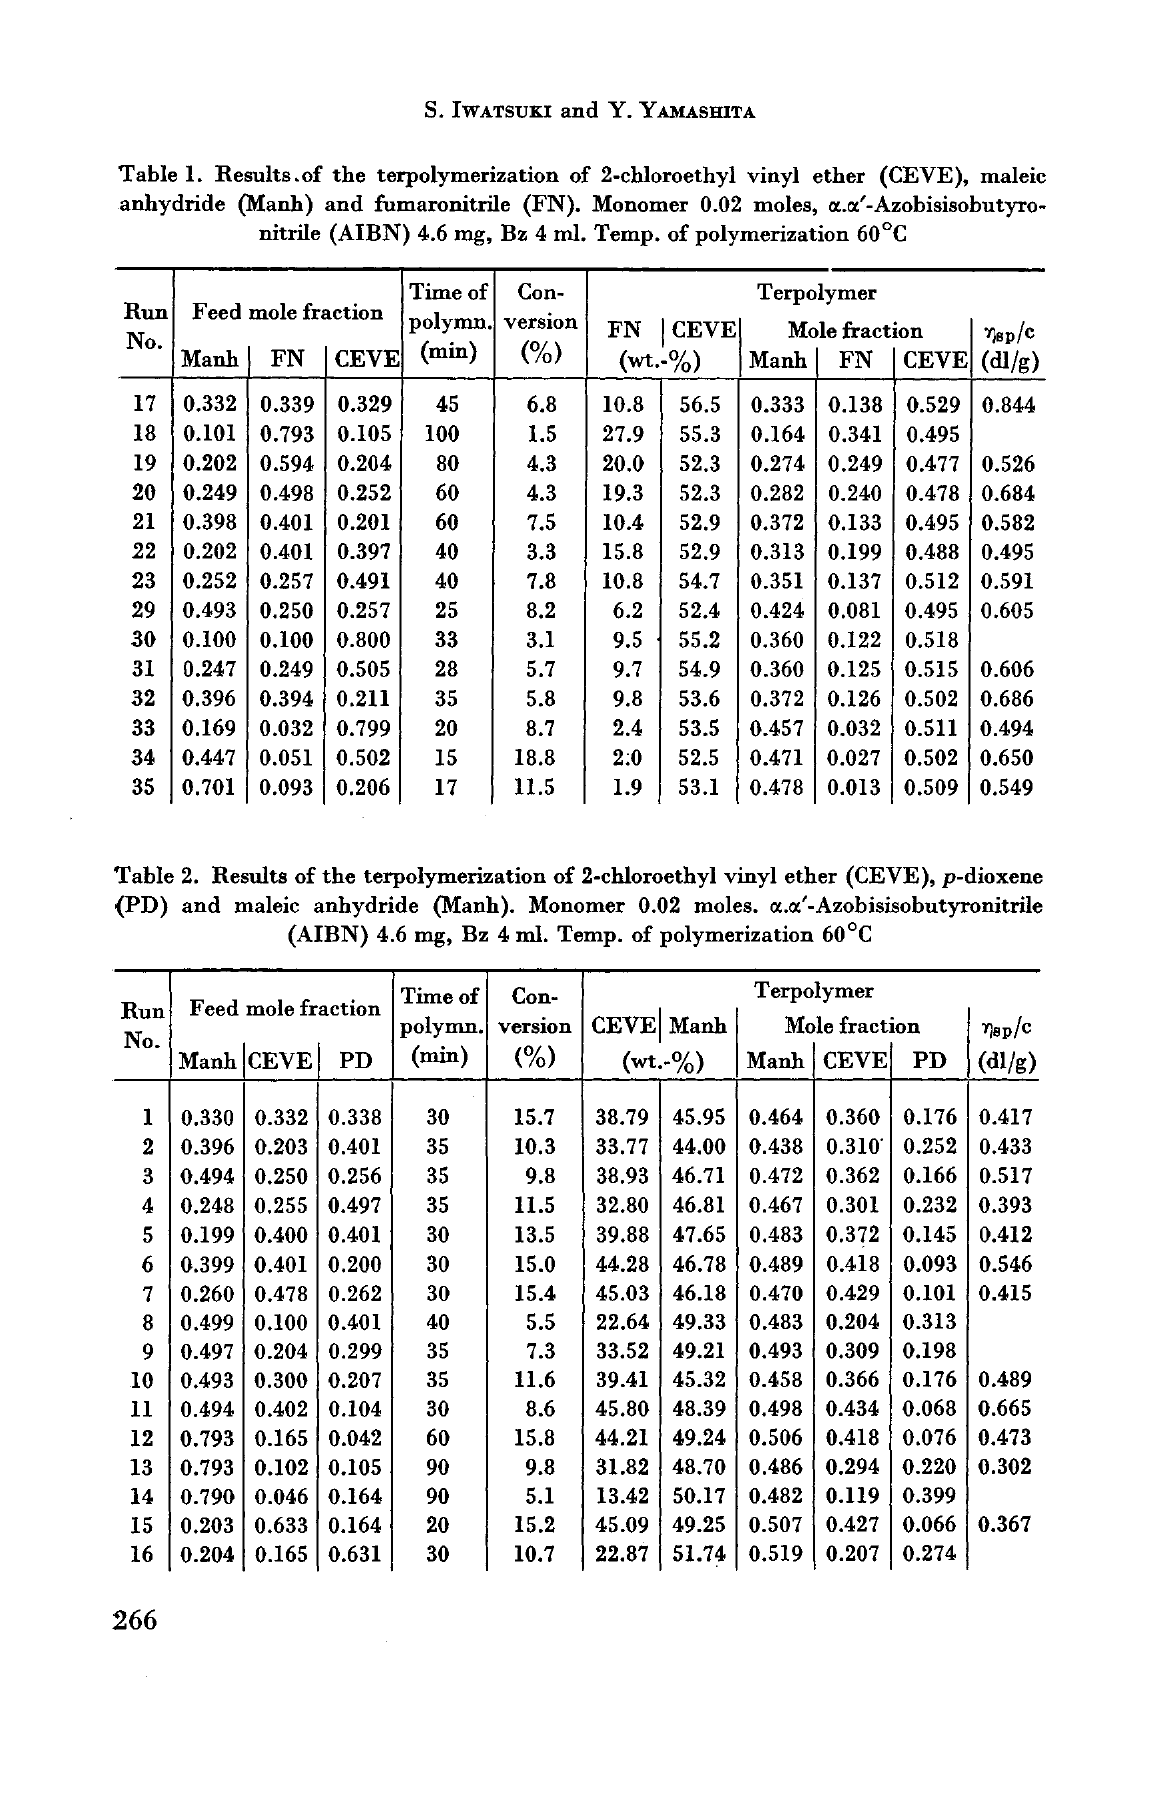 S. IWATSUKI and Y. YAMASHITA
Table 1. Results.of the terpolymerization of 2-chloroethyl vinyl ether (CEVE), maleic
anhydride (Manh) and fumaronitrile (FN). Monomer 0.02 moles, α.α′-Azobisisobutyro-
nitrile (AIBN) 4.6 mg, Bz 4 ml. Temp. of polymerization 60°C
Run No. | Feed mole fraction | Time of polymn. (min) | Con-version (%) | Terpolymer
FN | CEVE (wt.-%) | Mole fraction | ηsp/c (dl/g)
Manh | FN | CEVE | Manh | FN | CEVE
17 0.332 0.339 0.329 45 6.8 10.8 56.5 0.333 0.138 0.529 0.844
18 0.101 0.793 0.105 100 1.5 27.9 55.3 0.164 0.341 0.495
19 0.202 0.594 0.204 80 4.3 20.0 52.3 0.274 0.249 0.477 0.526
20 0.249 0.498 0.252 60 4.3 19.3 52.3 0.282 0.240 0.478 0.684
21 0.398 0.401 0.201 60 7.5 10.4 52.9 0.372 0.133 0.495 0.582
22 0.202 0.401 0.397 40 3.3 15.8 52.9 0.313 0.199 0.488 0.495
23 0.252 0.257 0.491 40 7.8 10.8 54.7 0.351 0.137 0.512 0.591
29 0.493 0.250 0.257 25 8.2 6.2 52.4 0.424 0.081 0.495 0.605
30 0.100 0.100 0.800 33 3.1 9.5 55.2 0.360 0.122 0.518
31 0.247 0.249 0.505 28 5.7 9.7 54.9 0.360 0.125 0.515 0.606
32 0.396 0.394 0.211 35 5.8 9.8 53.6 0.372 0.126 0.502 0.686
33 0.169 0.032 0.799 20 8.7 2.4 53.5 0.457 0.032 0.511 0.494
34 0.447 0.051 0.502 15 18.8 2:0 52.5 0.471 0.027 0.502 0.650
35 0.701 0.093 0.206 17 11.5 1.9 53.1 0.478 0.013 0.509 0.549
Table 2. Results of the terpolymerization of 2-chloroethyl vinyl ether (CEVE), p-dioxene
(PD) and maleic anhydride (Manh). Monomer 0.02 moles. α.α′-Azobisisobutyronitrile
(AIBN) 4.6 mg, Bz 4 ml. Temp. of polymerization 60°C
Run No. | Feed mole fraction | Time of polymn. (min) | Con-version (%) | Terpolymer
CEVE | Manh (wt.-%) | Mole fraction | ηsp/c (dl/g)
Manh | CEVE | PD | Manh | CEVE | PD
1 0.330 0.332 0.338 30 15.7 38.79 45.95 0.464 0.360 0.176 0.417
2 0.396 0.203 0.401 35 10.3 33.77 44.00 0.438 0.310 0.252 0.433
3 0.494 0.250 0.256 35 9.8 38.93 46.71 0.472 0.362 0.166 0.517
4 0.248 0.255 0.497 35 11.5 32.80 46.81 0.467 0.301 0.232 0.393
5 0.199 0.400 0.401 30 13.5 39.88 47.65 0.483 0.372 0.145 0.412
6 0.399 0.401 0.200 30 15.0 44.28 46.78 0.489 0.418 0.093 0.546
7 0.260 0.478 0.262 30 15.4 45.03 46.18 0.470 0.429 0.101 0.415
8 0.499 0.100 0.401 40 5.5 22.64 49.33 0.483 0.204 0.313
9 0.497 0.204 0.299 35 7.3 33.52 49.21 0.493 0.309 0.198
10 0.493 0.300 0.207 35 11.6 39.41 45.32 0.458 0.366 0.176 0.489
11 0.494 0.402 0.104 30 8.6 45.80 48.39 0.498 0.434 0.068 0.665
12 0.793 0.165 0.042 60 15.8 44.21 49.24 0.506 0.418 0.076 0.473
13 0.793 0.102 0.105 90 9.8 31.82 48.70 0.486 0.294 0.220 0.302
14 0.790 0.046 0.164 90 5.1 13.42 50.17 0.482 0.119 0.399
15 0.203 0.633 0.164 20 15.2 45.09 49.25 0.507 0.427 0.066 0.367
16 0.204 0.165 0.631 30 10.7 22.87 51.74 0.519 0.207 0.274
266